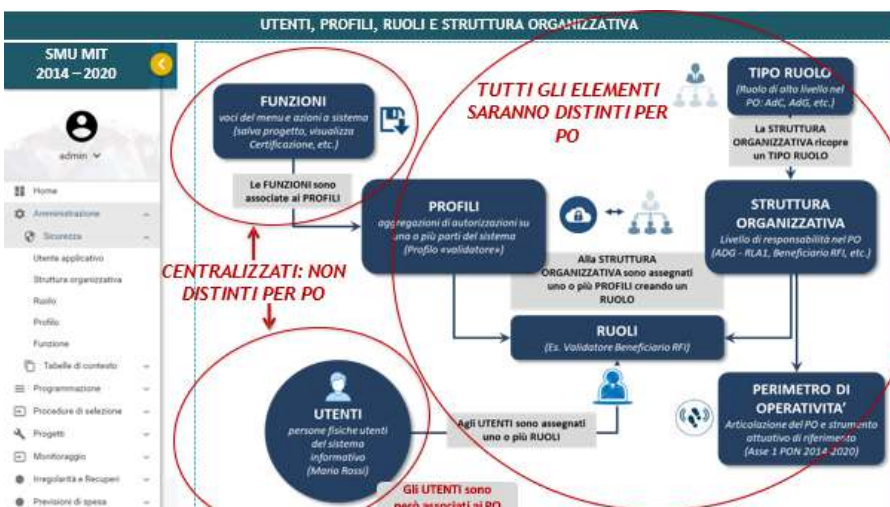 UTENTI, PROFILI, RUOLI E STRUTTURA ORGANIZZATIVA
SMU MIT
2014 – 2020
admin
Home
Amministrazione
Sicurezza
Utente applicativo
Struttura organizzativa
Ruolo
Profilo
Funzione
Tabelle di contesto
Programmazione
Procedure di selezione
Progetti
Monitoraggio
Irregolarità e Recuperi
Previsioni di spesa
FUNZIONI
voci del menu e azioni a sistema
(salva progetto, visualizza
Certificazione, etc.)
Le FUNZIONI sono
associate ai PROFILI
TUTTI GLI ELEMENTI
SARANNO DISTINTI PER
PO
TIPO RUOLO
(Ruolo di alto livello nel
PO: AdC, AdG, etc.)
La STRUTTURA
ORGANIZZATIVA ricopre
un TIPO RUOLO
PROFILI
aggregazioni di autorizzazioni su
una o più parti del sistema
(Profilo «validatore»)
STRUTTURA
ORGANIZZATIVA
Livello di responsabilità nel PO
(ADG - RLA1, Beneficiario RFI, etc.)
Alla STRUTTURA
ORGANIZZATIVA sono assegnati
uno o più PROFILI creando un
RUOLO
CENTRALIZZATI: NON
DISTINTI PER PO
RUOLI
(Es. Validatore Beneficiario RFI)
UTENTI
persone fisiche utenti
del sistema
informativo
(Mario Rossi)
Agli UTENTI sono assegnati
uno o più RUOLI
PERIMETRO DI
OPERATIVITA'
Articolazione del PO e strumento
attuativo di riferimento
(Asse 1 PON 2014-2020)
Gli UTENTI sono
però associati ai PO